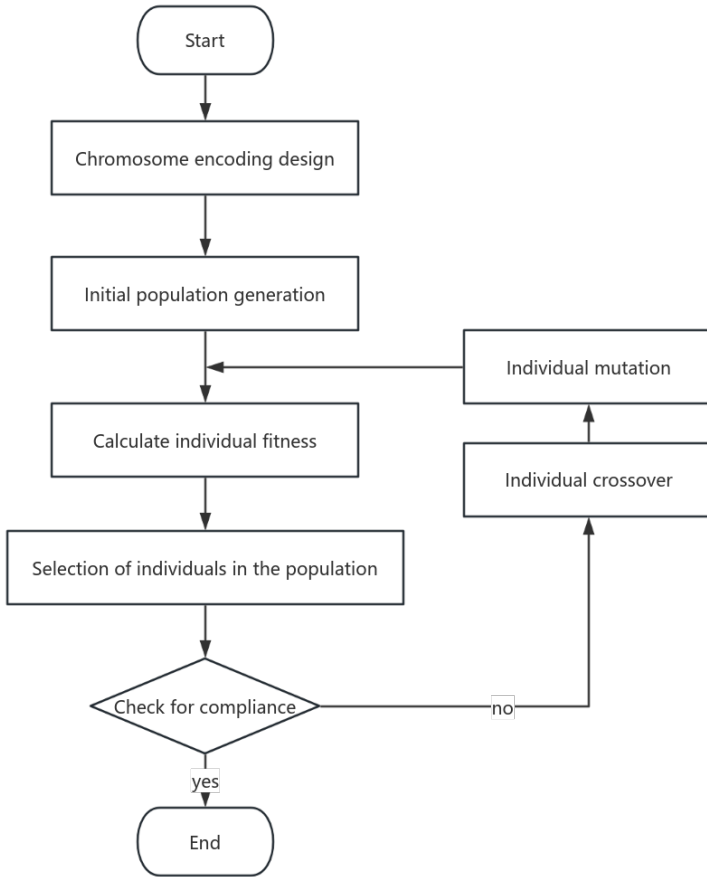 Start
Chromosome encoding design
Initial population generation
Individual mutation
Calculate individual fitness
Individual crossover
Selection of individuals in the population
Check for compliance
no
yes
End